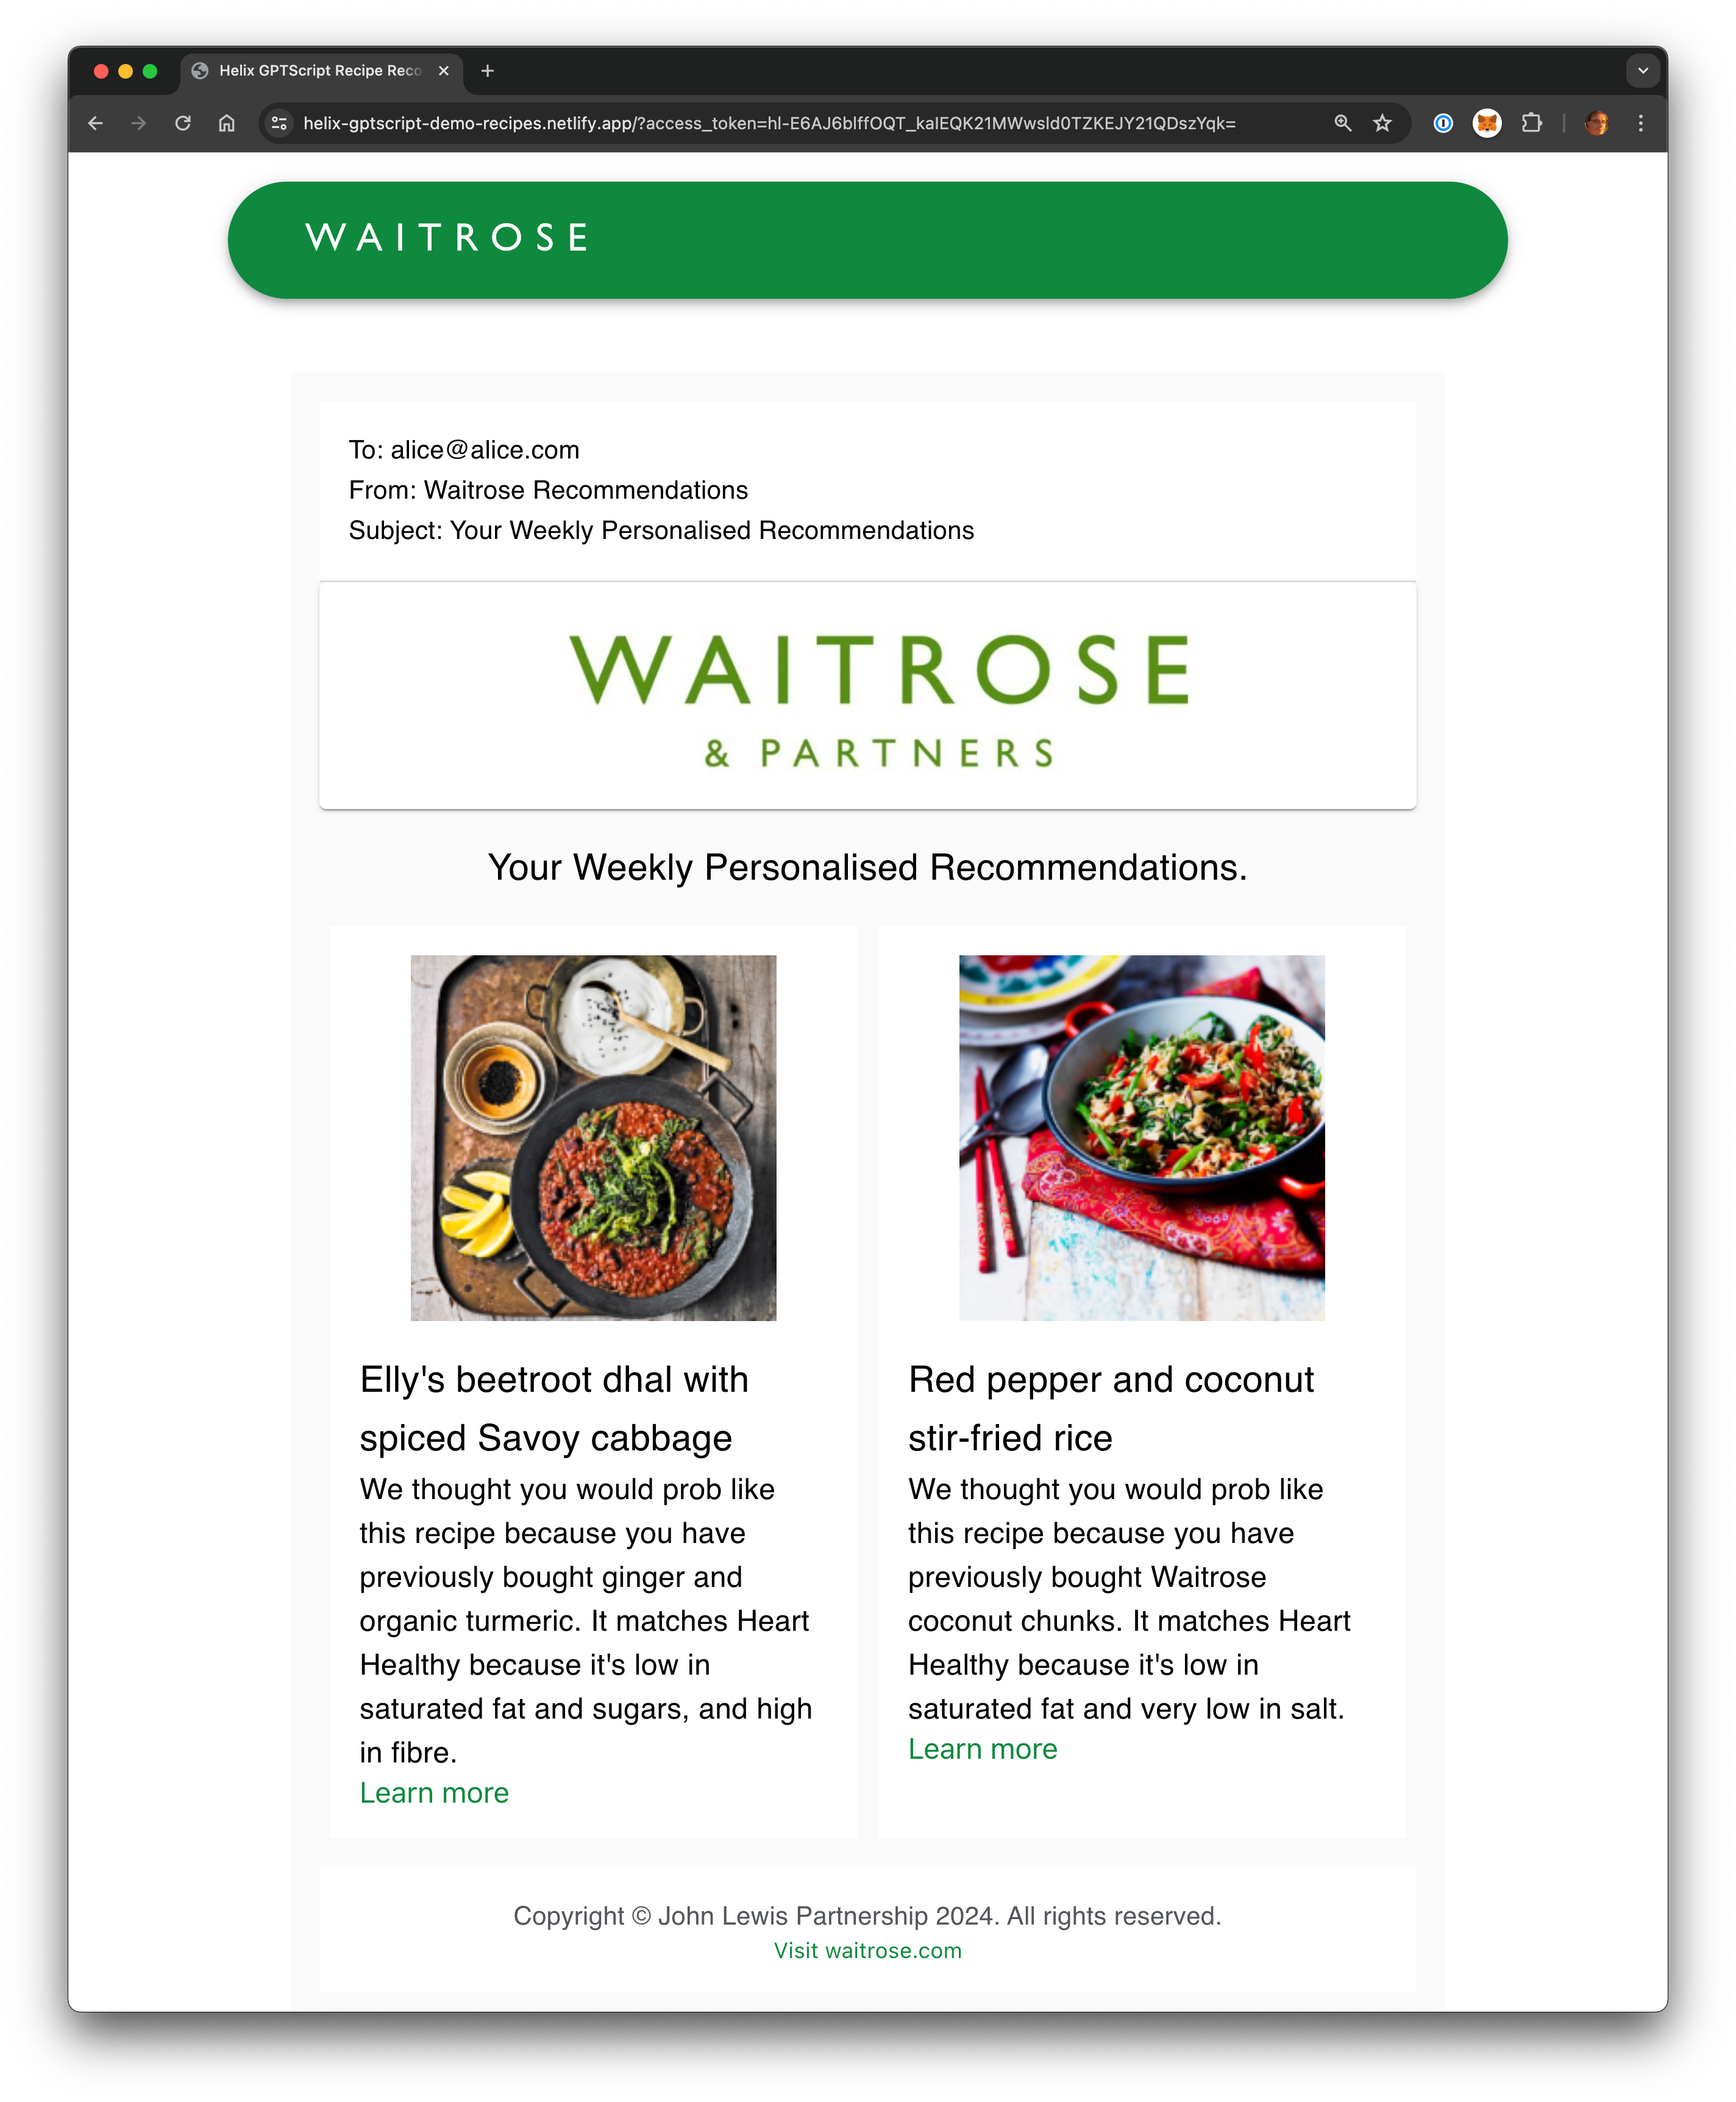 Helix GPTScript Recipe Reco
helix-gptscript-demo-recipes.netlify.app/?access_token=hl-E6AJ6blffOQT_kaIEQK21MWwsld0TZKEJY21QDszYqk=
WAITROSE
To: alice@alice.com
From: Waitrose Recommendations
Subject: Your Weekly Personalised Recommendations
WAITROSE
& PARTNERS
Your Weekly Personalised Recommendations.
Elly's beetroot dhal with
spiced Savoy cabbage
We thought you would prob like
this recipe because you have
previously bought ginger and
organic turmeric. It matches Heart
Healthy because it's low in
saturated fat and sugars, and high
in fibre.
Learn more
Red pepper and coconut
stir-fried rice
We thought you would prob like
this recipe because you have
previously bought Waitrose
coconut chunks. It matches Heart
Healthy because it's low in
saturated fat and very low in salt.
Learn more
Copyright © John Lewis Partnership 2024. All rights reserved.
Visit waitrose.com